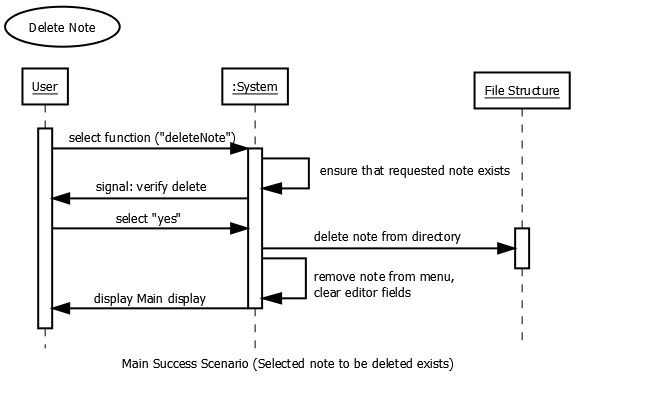 Delete Note
User
:System
File Structure
select function ("deleteNote")
ensure that requested note exists
signal: verify delete
select "yes"
delete note from directory
remove note from menu,
clear editor fields
display Main display
Main Success Scenario (Selected note to be deleted exists)